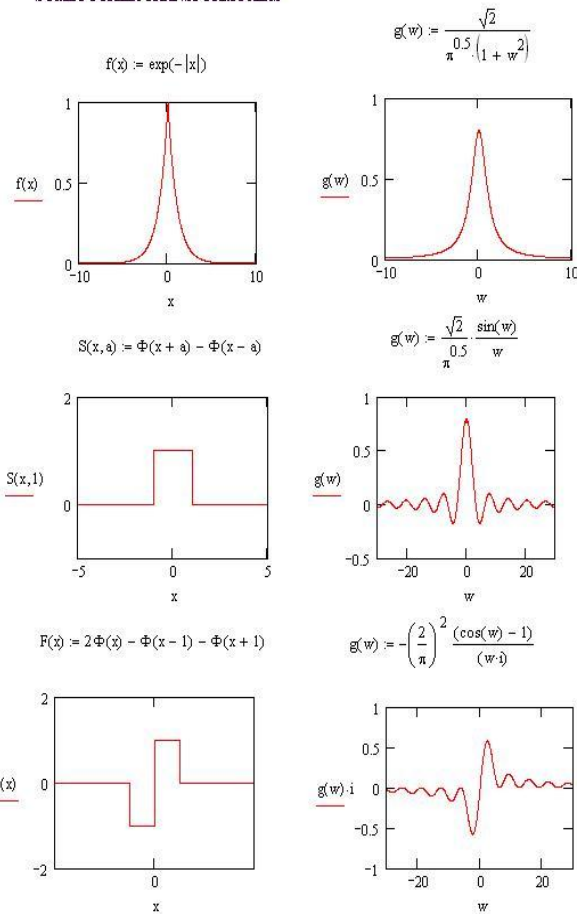 f(x) := exp(-|x|)
g(w) := √2 / (π^0.5·(1 + w^2))
1
0.5
0
f(x)
-10
0
10
x
1
0.5
0
g(w)
-10
0
10
w
S(x,a) := Φ(x + a) - Φ(x - a)
g(w) := √2/π^0.5 · sin(w)/w
2
0
S(x,1)
-5
0
5
x
1
0.5
0
-0.5
g(w)
-20
0
20
w
F(x) := 2Φ(x) - Φ(x - 1) - Φ(x + 1)
g(w) := -(2/π)^2 (cos(w) - 1)/(w·i)
2
0
-2
(x)
0
x
1
0.5
0
-0.5
-1
g(w)·i
-20
0
20
w